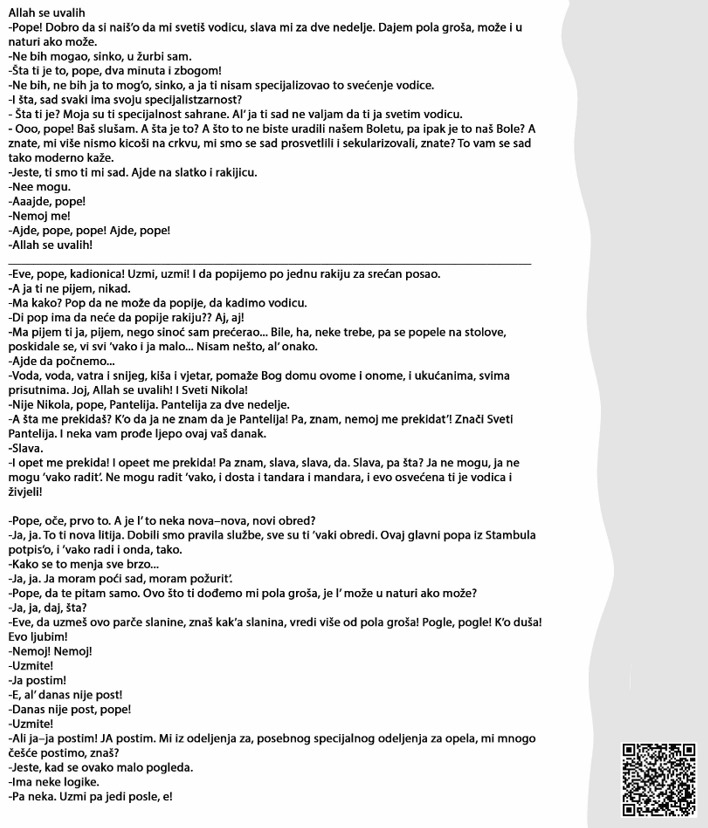 Allah se uvalih
-Pope! Dobro da si naiš’o da mi svetiš vodicu, slava mi za dve nedelje. Dajem pola groša, može i u
naturi ako može.
-Ne bih mogao, sinko, u žurbi sam.
-Šta ti je to, pope, dva minuta i zbogom!
-Ne bih, ne bih ja to mog’o, sinko, a ja ti nisam specijalizovao to svećenje vodice.
-I šta, sad svaki ima svoju specijalistzarnost?
- Šta ti je? Moja su ti specijalnost sahrane. Al’ ja ti sad ne valjam da ti ja svetim vodicu.
- Ooo, pope! Baš slušam. A šta je to? A što to ne biste uradili našem Boletu, pa ipak je to naš Bole? A
znate, mi više nismo kicoši na crkvu, mi smo se sad prosvetlili i sekularizovali, znate? To vam se sad
tako moderno kaže.
-Jeste, ti smo ti mi sad. Ajde na slatko i rakijicu.
-Nee mogu.
-Aaajde, pope!
-Nemoj me!
-Ajde, pope, pope! Ajde, pope!
-Allah se uvalih!
-Eve, pope, kadionica! Uzmi, uzmi! I da popijemo po jednu rakiju za srećan posao.
-A ja ti ne pijem, nikad.
-Ma kako? Pop da ne može da popije, da kadimo vodicu.
-Di pop ima da neće da popije rakiju?? Aj, aj!
-Ma pijem ti ja, pijem, nego sinoć sam prećerao... Bile, ha, neke trebe, pa se popele na stolove,
poskidale se, vi svi ’vako i ja malo... Nisam nešto, al’ onako.
-Ajde da počnemo...
-Voda, voda, vatra i snijeg, kiša i vjetar, pomaže Bog domu ovome i onome, i ukućanima, svima
prisutnima. Joj, Allah se uvalih! I Sveti Nikola!
-Nije Nikola, pope, Pantelija. Pantelija za dve nedelje.
-A šta me prekidaš? K’o da ja ne znam da je Pantelija! Pa, znam, nemoj me prekidat’! Znači Sveti
Pantelija. I neka vam prođe ljepo ovaj vaš danak.
-Slava.
-I opet me prekida! I opeet me prekida! Pa znam, slava, slava, da. Slava, pa šta? Ja ne mogu, ja ne
mogu ’vako radit’. Ne mogu radit ’vako, i dosta i tandara i mandara, i evo osvećena ti je vodica i
živjeli!
-Pope, oče, prvo to. A je l’ to neka nova–nova, novi obred?
-Ja, ja. To ti nova litija. Dobili smo pravila službe, sve su ti ’vaki obredi. Ovaj glavni popa iz Stambula
potpis’o, i ’vako radi i onda, tako.
-Kako se to menja sve brzo...
-Ja, ja. Ja moram poći sad, moram požurit’.
-Pope, da te pitam samo. Ovo što ti dođemo mi pola groša, je l’ može u naturi ako može?
-Ja, ja, daj, šta?
-Eve, da uzmeš ovo parče slanine, znaš kak’a slanina, vredi više od pola groša! Pogle, pogle! K’o duša!
Evo ljubim!
-Nemoj! Nemoj!
-Uzmite!
-Ja postim!
-E, al’ danas nije post!
-Danas nije post, pope!
-Uzmite!
-Ali ja–ja postim! JA postim. Mi iz odeljenja za, posebnog specijalnog odeljenja za opela, mi mnogo
češće postimo, znaš?
-Jeste, kad se ovako malo pogleda.
-Ima neke logike.
-Pa neka. Uzmi pa jedi posle, e!